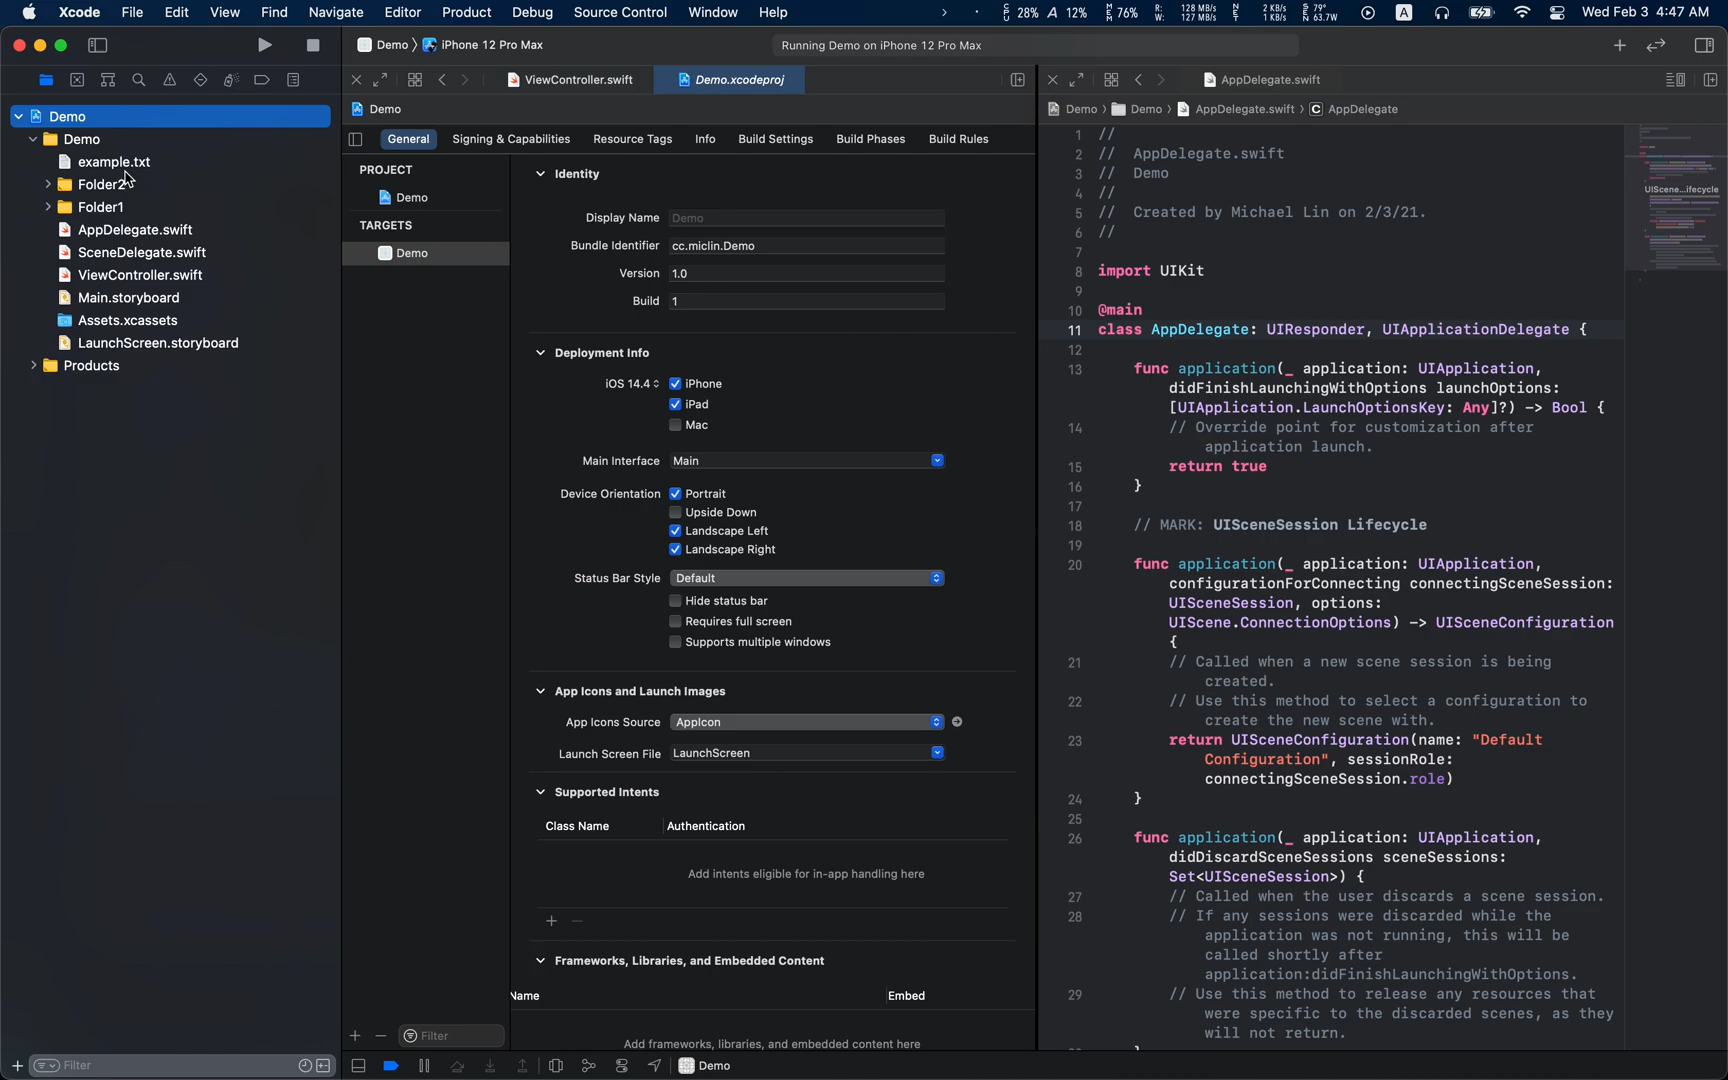 Xcode File Edit View Find Navigate Editor Product Debug Source Control Window Help
28% 12% 76% R: 128 MB/s W: 127 MB/s 2 KB/s 1 KB/s 79° 63.7W A Wed Feb 3 4:47 AM
Demo iPhone 12 Pro Max
Running Demo on iPhone 12 Pro Max
Demo
Demo
example.txt
Folder2
Folder1
AppDelegate.swift
SceneDelegate.swift
ViewController.swift
Main.storyboard
Assets.xcassets
LaunchScreen.storyboard
Products
Filter
ViewController.swift Demo.xcodeproj
Demo
General Signing & Capabilities Resource Tags Info Build Settings Build Phases Build Rules
PROJECT
Demo
TARGETS
Demo
Filter
Identity
Display Name Demo
Bundle Identifier cc.miclin.Demo
Version 1.0
Build 1
Deployment Info
iOS 14.4 iPhone
iPad
Mac
Main Interface Main
Device Orientation Portrait
Upside Down
Landscape Left
Landscape Right
Status Bar Style Default
Hide status bar
Requires full screen
Supports multiple windows
App Icons and Launch Images
App Icons Source AppIcon
Launch Screen File LaunchScreen
Supported Intents
Class Name Authentication
Add intents eligible for in-app handling here
Frameworks, Libraries, and Embedded Content
Name Embed
Add frameworks, libraries, and embedded content here
Demo
AppDelegate.swift
Demo Demo AppDelegate.swift C AppDelegate
1 //
2 // AppDelegate.swift
3 // Demo
4 //
5 // Created by Michael Lin on 2/3/21.
6 //
7
8 import UIKit
9
10 @main
11 class AppDelegate: UIResponder, UIApplicationDelegate {
12
13 func application(_ application: UIApplication,
didFinishLaunchingWithOptions launchOptions:
[UIApplication.LaunchOptionsKey: Any]?) -> Bool {
14 // Override point for customization after
application launch.
15 return true
16 }
17
18 // MARK: UISceneSession Lifecycle
19
20 func application(_ application: UIApplication,
configurationForConnecting connectingSceneSession:
UISceneSession, options:
UIScene.ConnectionOptions) -> UISceneConfiguration
{
21 // Called when a new scene session is being
created.
22 // Use this method to select a configuration to
create the new scene with.
23 return UISceneConfiguration(name: "Default
Configuration", sessionRole:
connectingSceneSession.role)
24 }
25
26 func application(_ application: UIApplication,
didDiscardSceneSessions sceneSessions:
Set<UISceneSession>) {
27 // Called when the user discards a scene session.
28 // If any sessions were discarded while the
application was not running, this will be
called shortly after
application:didFinishLaunchingWithOptions.
29 // Use this method to release any resources that
were specific to the discarded scenes, as they
will not return.
UIScene...ifecycle